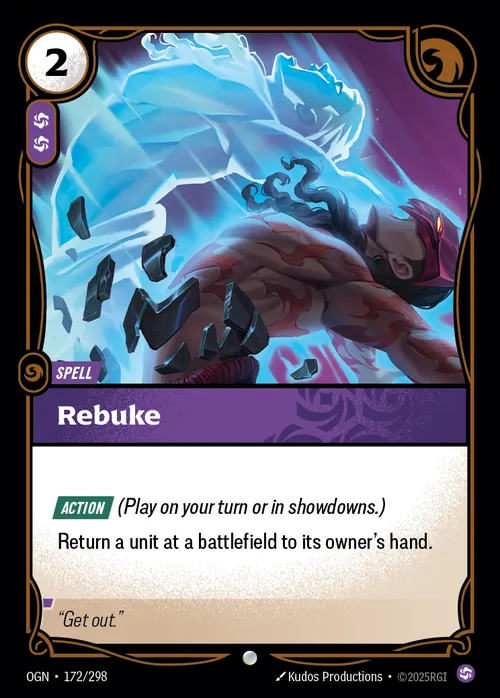 2
SPELL
Rebuke
ACTION (Play on your turn or in showdowns.)
Return a unit at a battlefield to its owner’s hand.
“Get out.”
OGN • 172/298 Kudos Productions • ©2025RGI